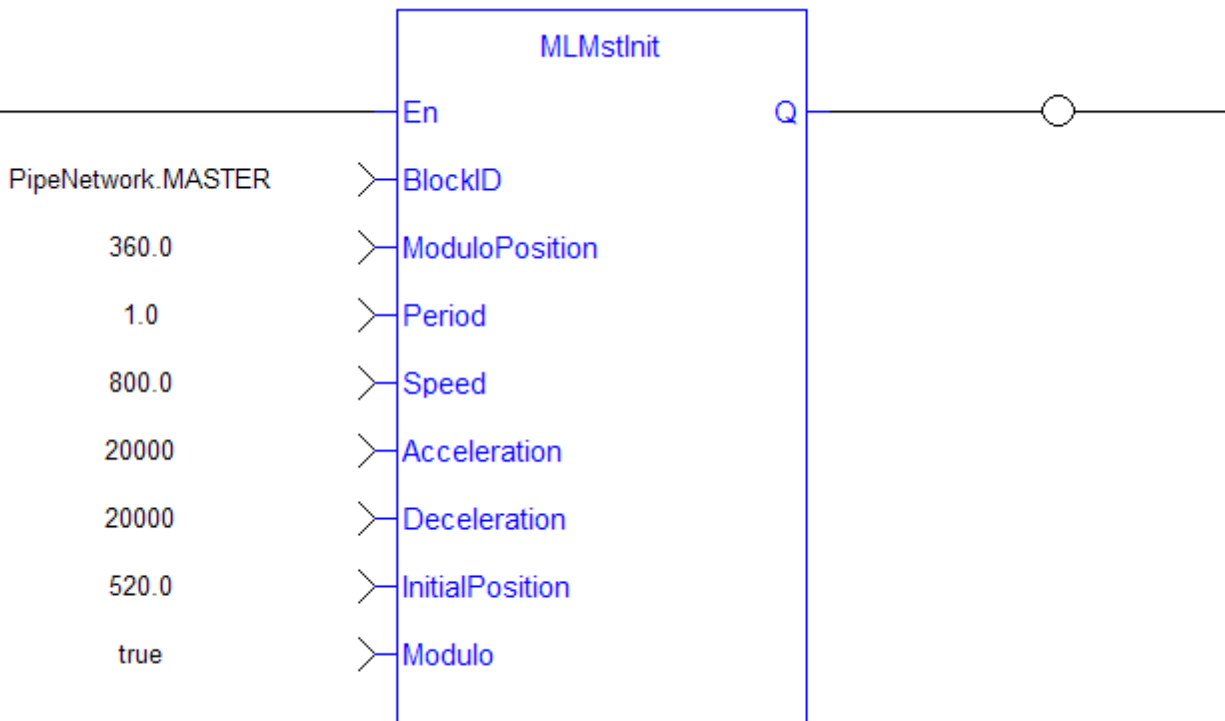 MLMstInit
En Q
PipeNetwork.MASTER BlockID
360.0 ModuloPosition
1.0 Period
800.0 Speed
20000 Acceleration
20000 Deceleration
520.0 InitialPosition
true Modulo